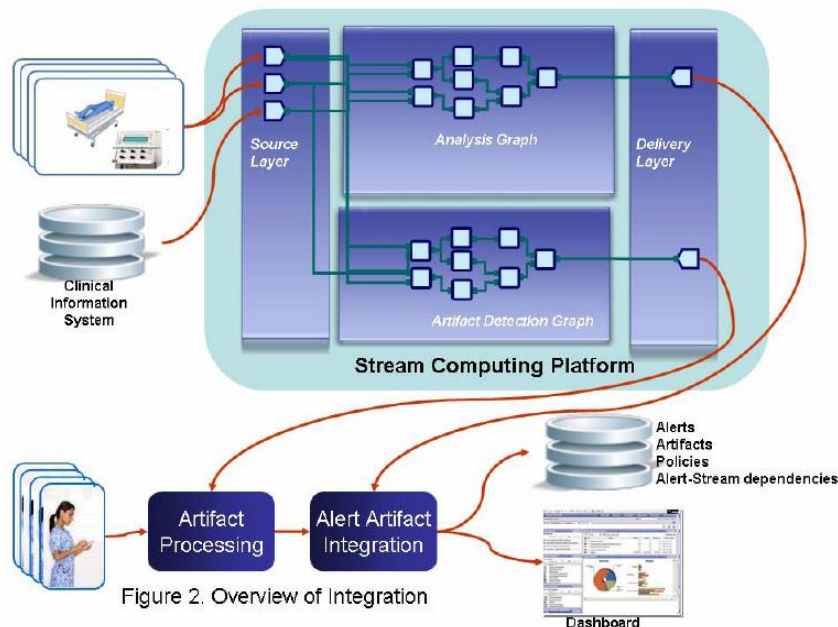 Source
Layer
Analysis Graph
Delivery
Layer
Clinical
Information
System
Artifact Detection Graph
Stream Computing Platform
Alerts
Artifacts
Policies
Alert-Stream dependencies
Artifact
Processing
Alert Artifact
Integration
Figure 2. Overview of Integration
Dashboard